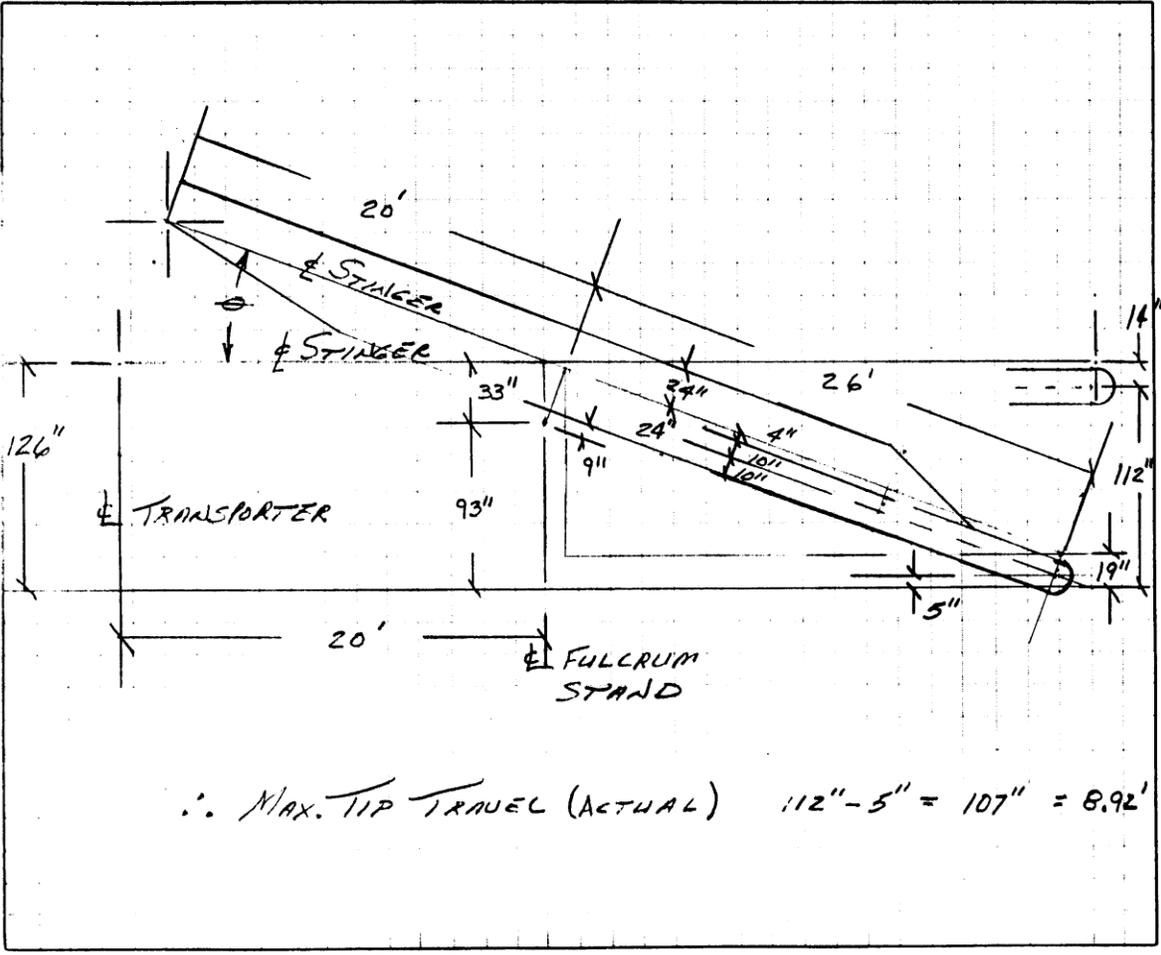 20'
℄ STINGER
θ
℄ STINGER
14"
26'
33"
24"
24"
4"
10"
10"
9"
126"
112"
℄ TRANSPORTER
93"
19"
5"
20'
℄ FULCRUM
STAND
∴ MAX. TIP TRAVEL (ACTUAL) 112"-5" = 107" = 8.92'